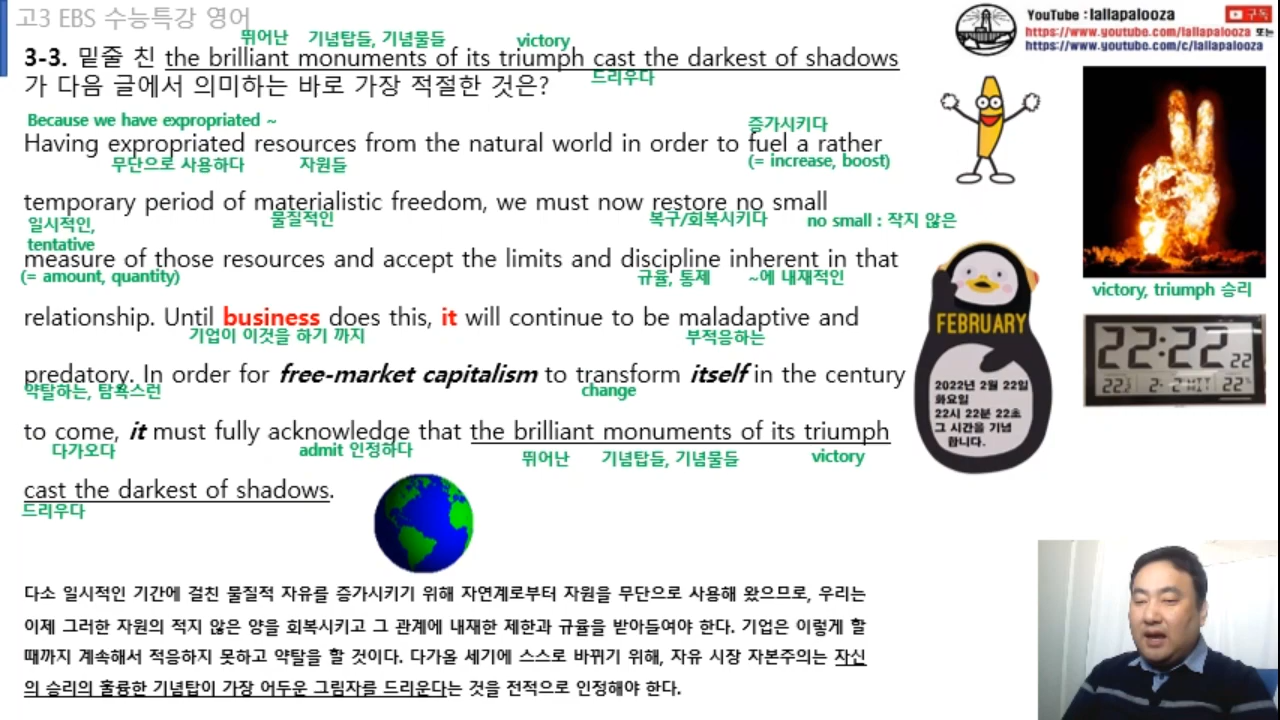 고3 EBS 수능특강 영어
YouTube : lallapalooza
구독
https://www.youtube.com/lallapalooza 또는
https://www.youtube.com/c/lallapalooza
뛰어난 기념탑들, 기념물들 victory
3-3. 밑줄 친 the brilliant monuments of its triumph cast the darkest of shadows
드리우다
가 다음 글에서 의미하는 바로 가장 적절한 것은?
Because we have expropriated ~
증가시키다
Having expropriated resources from the natural world in order to fuel a rather
무단으로 사용하다 자원들 (= increase, boost)
temporary period of materialistic freedom, we must now restore no small
일시적인, 물질적인 복구/회복시키다 no small : 작지 않은
tentative
measure of those resources and accept the limits and discipline inherent in that
(= amount, quantity) 규율, 통제 ~에 내재적인
relationship. Until business does this, it will continue to be maladaptive and
기업이 이것을 하기 까지 부적응하는
predatory. In order for free-market capitalism to transform itself in the century
약탈하는, 탐욕스런 change
to come, it must fully acknowledge that the brilliant monuments of its triumph
다가오다 admit 인정하다 뛰어난 기념탑들, 기념물들 victory
cast the darkest of shadows.
드리우다
victory, triumph 승리
FEBRUARY
2022년 2월 22일
화요일
22시 22분 22초
그 시간을 기념
합니다.
22:22 22
다소 일시적인 기간에 걸친 물질적 자유를 증가시키기 위해 자연계로부터 자원을 무단으로 사용해 왔으므로, 우리는
이제 그러한 자원의 적지 않은 양을 회복시키고 그 관계에 내재한 제한과 규율을 받아들여야 한다. 기업은 이렇게 할
때까지 계속해서 적응하지 못하고 약탈을 할 것이다. 다가올 세기에 스스로 바뀌기 위해, 자유 시장 자본주의는 자신
의 승리의 훌륭한 기념탑이 가장 어두운 그림자를 드리운다는 것을 전적으로 인정해야 한다.